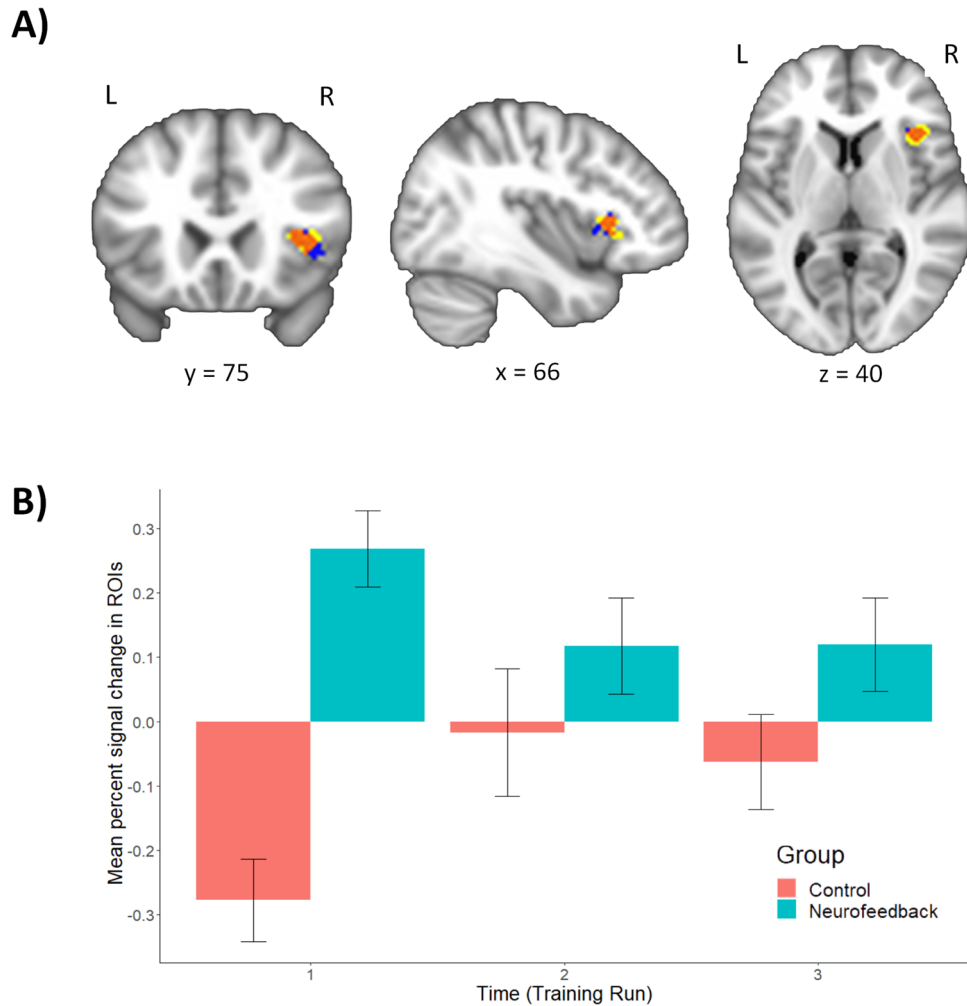 A)
L
R
L
R
y = 75
x = 66
z = 40
B)
Mean percent signal change in ROIs
0.3
0.2
0.1
0.0
-0.1
-0.2
-0.3
Group
Control
Neurofeedback
1
2
3
Time (Training Run)